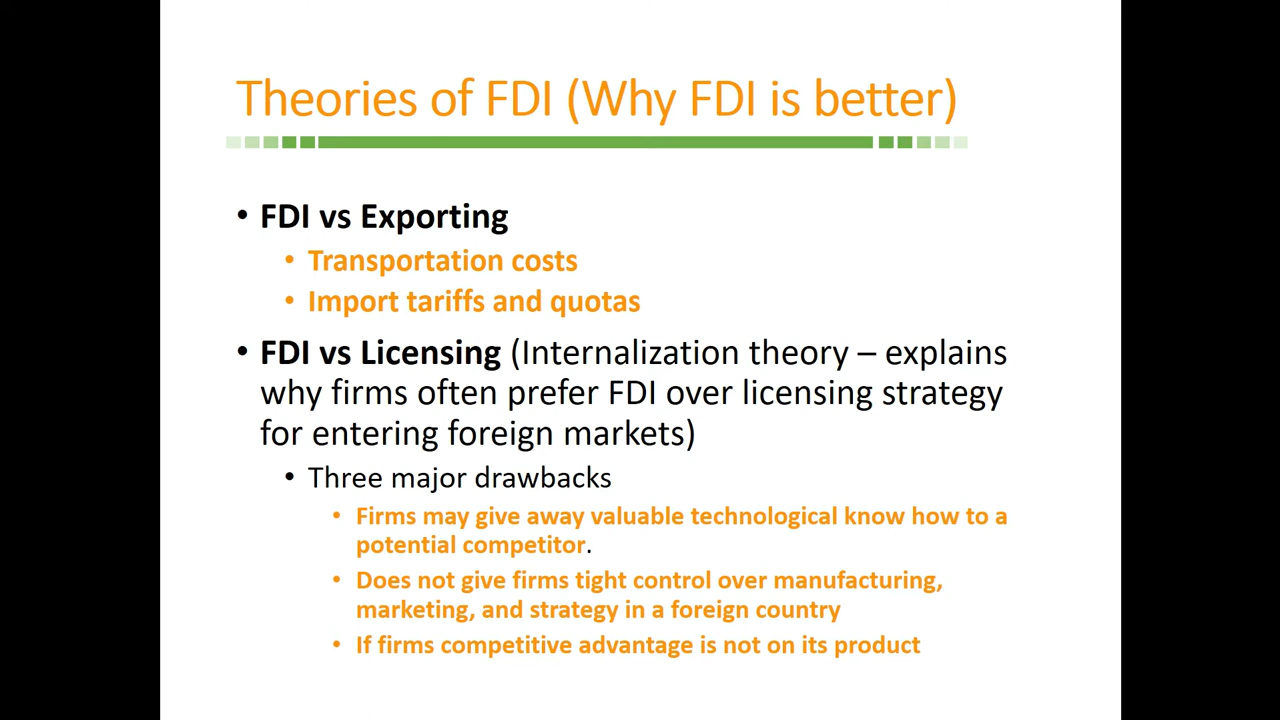 Theories of FDI (Why FDI is better)
• FDI vs Exporting
• Transportation costs
• Import tariffs and quotas
• FDI vs Licensing (Internalization theory – explains
why firms often prefer FDI over licensing strategy
for entering foreign markets)
• Three major drawbacks
• Firms may give away valuable technological know how to a
potential competitor.
• Does not give firms tight control over manufacturing,
marketing, and strategy in a foreign country
• If firms competitive advantage is not on its product